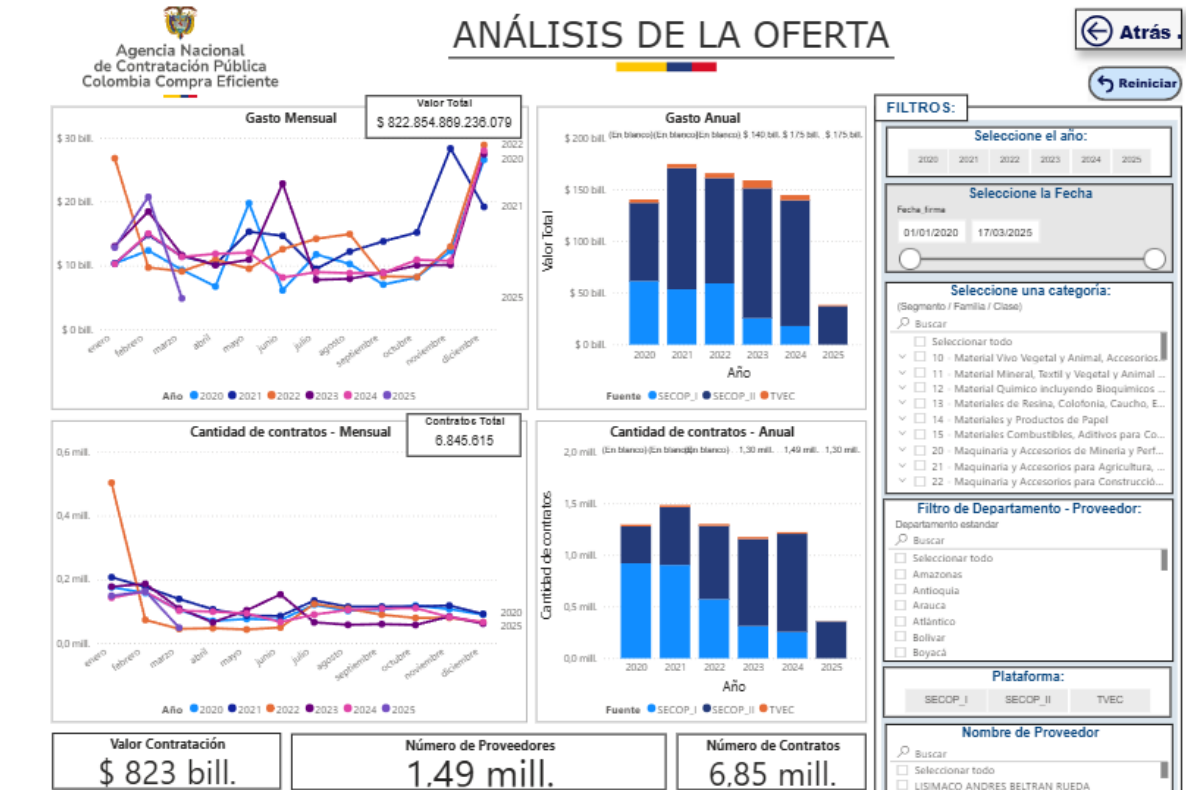 Agencia Nacional
de Contratación Pública
Colombia Compra Eficiente
ANÁLISIS DE LA OFERTA
Atrás
Reiniciar
Gasto Mensual
Valor Total
$ 822.854.869.236.079
$ 30 bill.
$ 20 bill.
$ 10 bill.
$ 0 bill.
2022
2020
2021
2025
enero
febrero
marzo
abril
mayo
junio
julio
agosto
septiembre
octubre
noviembre
diciembre
Año 2020 2021 2022 2023 2024 2025
Gasto Anual
(En blanco) (En blanco) (En blanco) $ 140 bill. $ 175 bill. $ 175 bill.
$ 200 bill.
$ 150 bill.
$ 100 bill.
$ 50 bill.
$ 0 bill.
Valor Total
2020 2021 2022 2023 2024 2025
Año
Fuente SECOP_I SECOP_II TVEC
Cantidad de contratos - Mensual
Contratos Total
6.845.615
0,6 mill.
0,4 mill.
0,2 mill.
0,0 mill.
2020
2025
enero
febrero
marzo
abril
mayo
junio
julio
agosto
septiembre
octubre
noviembre
diciembre
Año 2020 2021 2022 2023 2024 2025
Cantidad de contratos - Anual
(En blanco) (En blanco) (En blanco) 1,30 mill. 1,49 mill. 1,30 mill.
2,0 mill.
1,5 mill.
1,0 mill.
0,5 mill.
0,0 mill.
Cantidad de contratos
2020 2021 2022 2023 2024 2025
Año
Fuente SECOP_I SECOP_II TVEC
Valor Contratación
$ 823 bill.
Número de Proveedores
1,49 mill.
Número de Contratos
6,85 mill.
FILTROS:
Seleccione el año:
2020 2021 2022 2023 2024 2025
Seleccione la Fecha
Fecha_firma
01/01/2020 17/03/2025
Seleccione una categoría:
(Segmento / Familia / Clase)
Buscar
Seleccionar todo
10 - Material Vivo Vegetal y Animal, Accesorios...
11 - Material Mineral, Textil y Vegetal y Animal ...
12 - Material Químico incluyendo Bioquímicos ...
13 - Materiales de Resina, Colofonia, Caucho, E...
14 - Materiales y Productos de Papel
15 - Materiales Combustibles, Aditivos para Co...
20 - Maquinaria y Accesorios de Minería y Perf...
21 - Maquinaria y Accesorios para Agricultura, ...
22 - Maquinaria y Accesorios para Construcció...
Filtro de Departamento - Proveedor:
Departamento estandar
Buscar
Seleccionar todo
Amazonas
Antioquia
Arauca
Atlántico
Bolívar
Boyacá
Plataforma:
SECOP_I SECOP_II TVEC
Nombre de Proveedor
Buscar
Seleccionar todo
LISIMACO ANDRES BELTRAN RUEDA